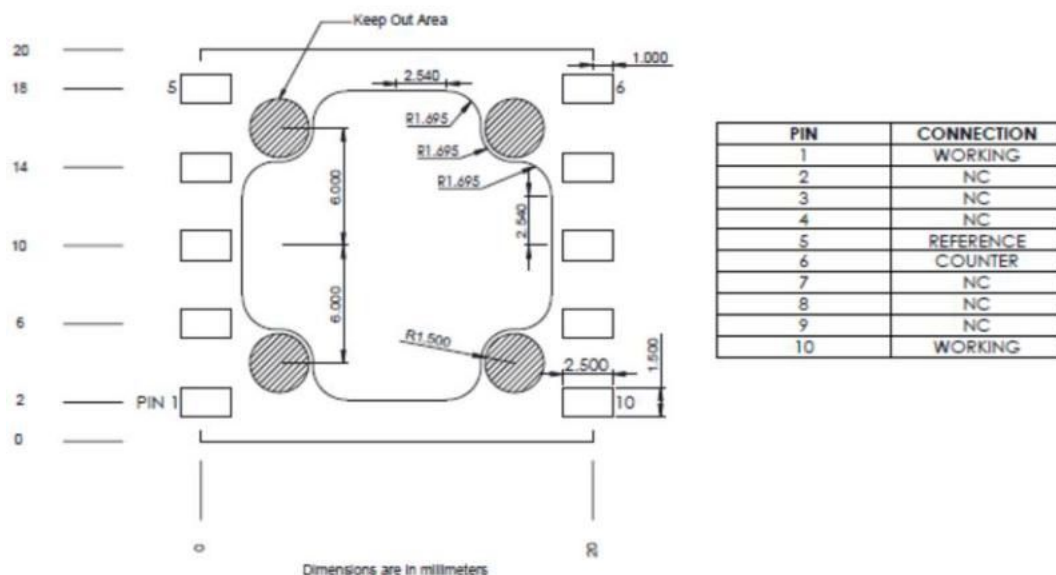 Keep Out Area
20
1.000
18
5
2.540
6
R1.695
PIN CONNECTION
1 WORKING
R1.695
2 NC
14
R1.695
3 NC
6.000
4 NC
2.540
10
5 REFERENCE
6 COUNTER
7 NC
6.000
8 NC
6
9 NC
R1.500
10 WORKING
2.500
1.500
2
PIN 1
10
0
0
20
Dimensions are in millimeters